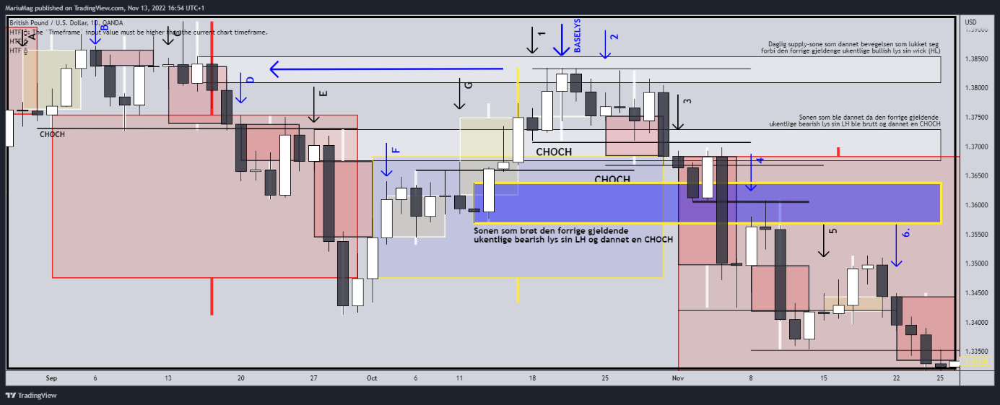 MariuMag published on TradingView.com, Nov 13, 2022 16:54 UTC+1
British Pound / U.S. Dollar, 1D, OANDA
HTF C: The `Timeframe` input value must be higher than the current chart timeframe.
HTF
HTF
A
B
C
D
E
F
G
1
BASELYS
2
3
4
5
6.
Daglig supply-sone som dannet bevegelsen som lukket seg
forbi den forrige gjeldenge ukentlige bullish lys sin wick (HL)
Sonen som ble dannet da den forrige gjeldende
ukentlige bearish lys sin LH ble brutt og dannet en CHOCH
CHOCH
CHOCH
CHOCH
Sonen som brøt den forrige gjeldende
ukentlige bearish lys sin LH og dannet en CHOCH
USD
1.39000
1.38500
1.38000
1.37500
1.37000
1.36500
1.36000
1.35500
1.35000
1.34500
1.34000
1.33500
Sep
6
13
20
27
Oct
6
11
18
25
Nov
8
15
22
25
TradingView